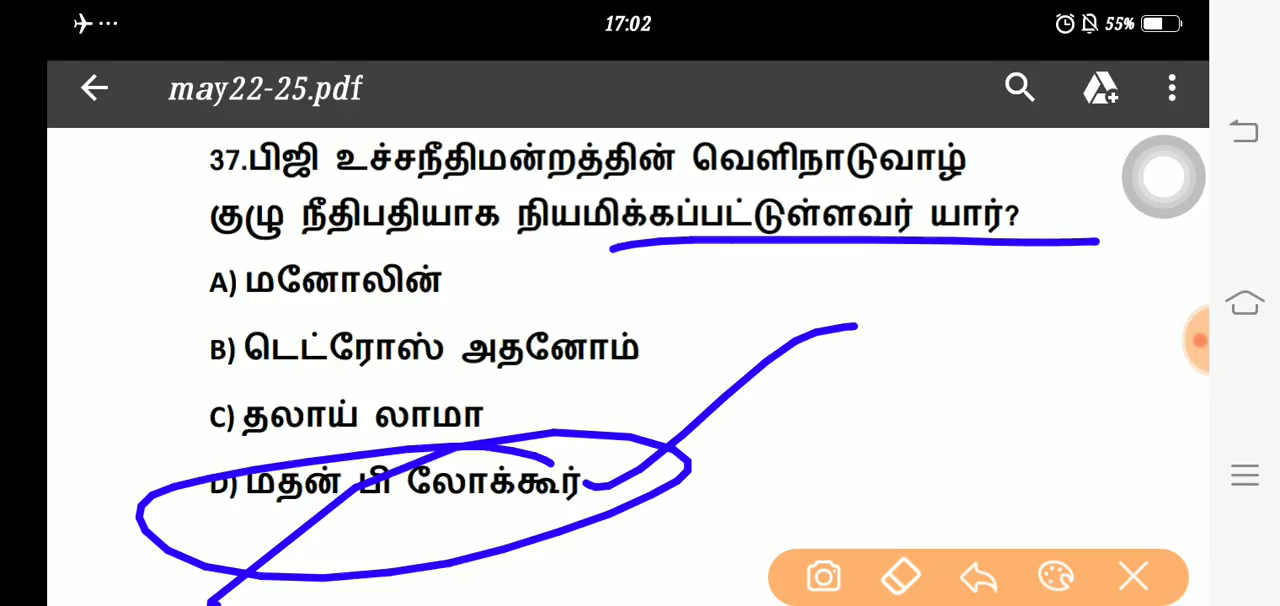 17:02
55%
may22-25.pdf
37.பிஜி உச்சநீதிமன்றத்தின் வெளிநாடுவாழ்
குழு நீதிபதியாக நியமிக்கப்பட்டுள்ளவர் யார்?
A) மனோலின்
B) டெட்ரோஸ் அதனோம்
C) தலாய் லாமா
D) மதன் பி லோக்கூர்